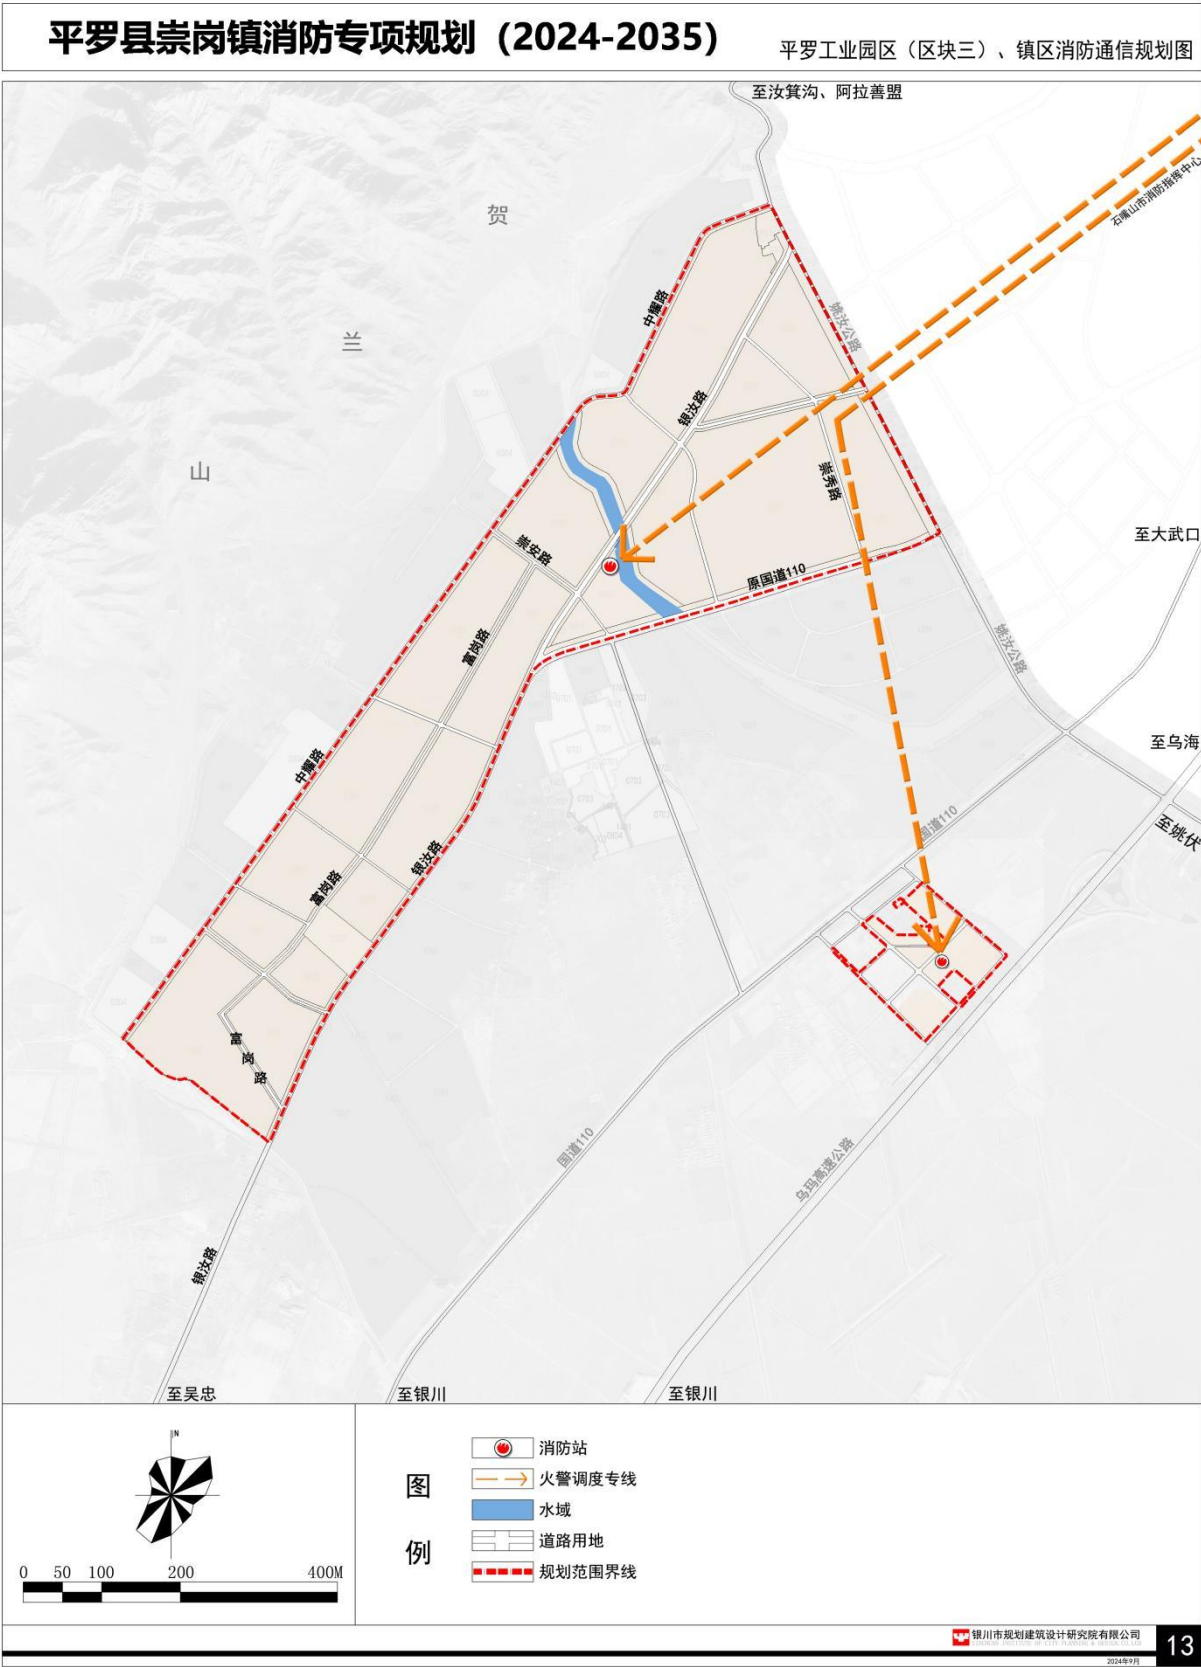 平罗县崇岗镇消防专项规划（2024-2035）
平罗工业园区（区块三）、镇区消防通信规划图
至汝箕沟、阿拉善盟
石嘴山市消防指挥中心
贺
兰
山
中耀路
姚汝公路
银汝路
崇秀路
至大武口
崇安路
原国道110
富岗路
姚汝公路
至乌海
中耀路
国道110
至姚伏
银汝路
富岗路
富
岗
路
国道110
乌玛高速公路
银汝路
至吴忠
至银川
至银川
N
0 50 100 200 400M
图
例
消防站
火警调度专线
水域
道路用地
规划范围界线
银川市规划建筑设计研究院有限公司
13
2024年9月